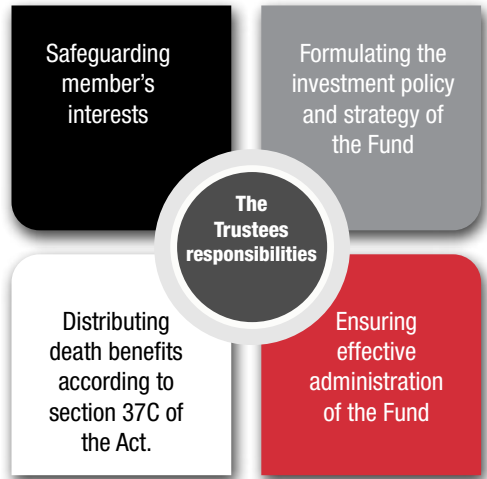 Safeguarding
member’s
interests
Formulating the
investment policy
and strategy of
the Fund
The
Trustees
responsibilities
Distributing
death benefits
according to
section 37C of
the Act.
Ensuring
effective
administration
of the Fund